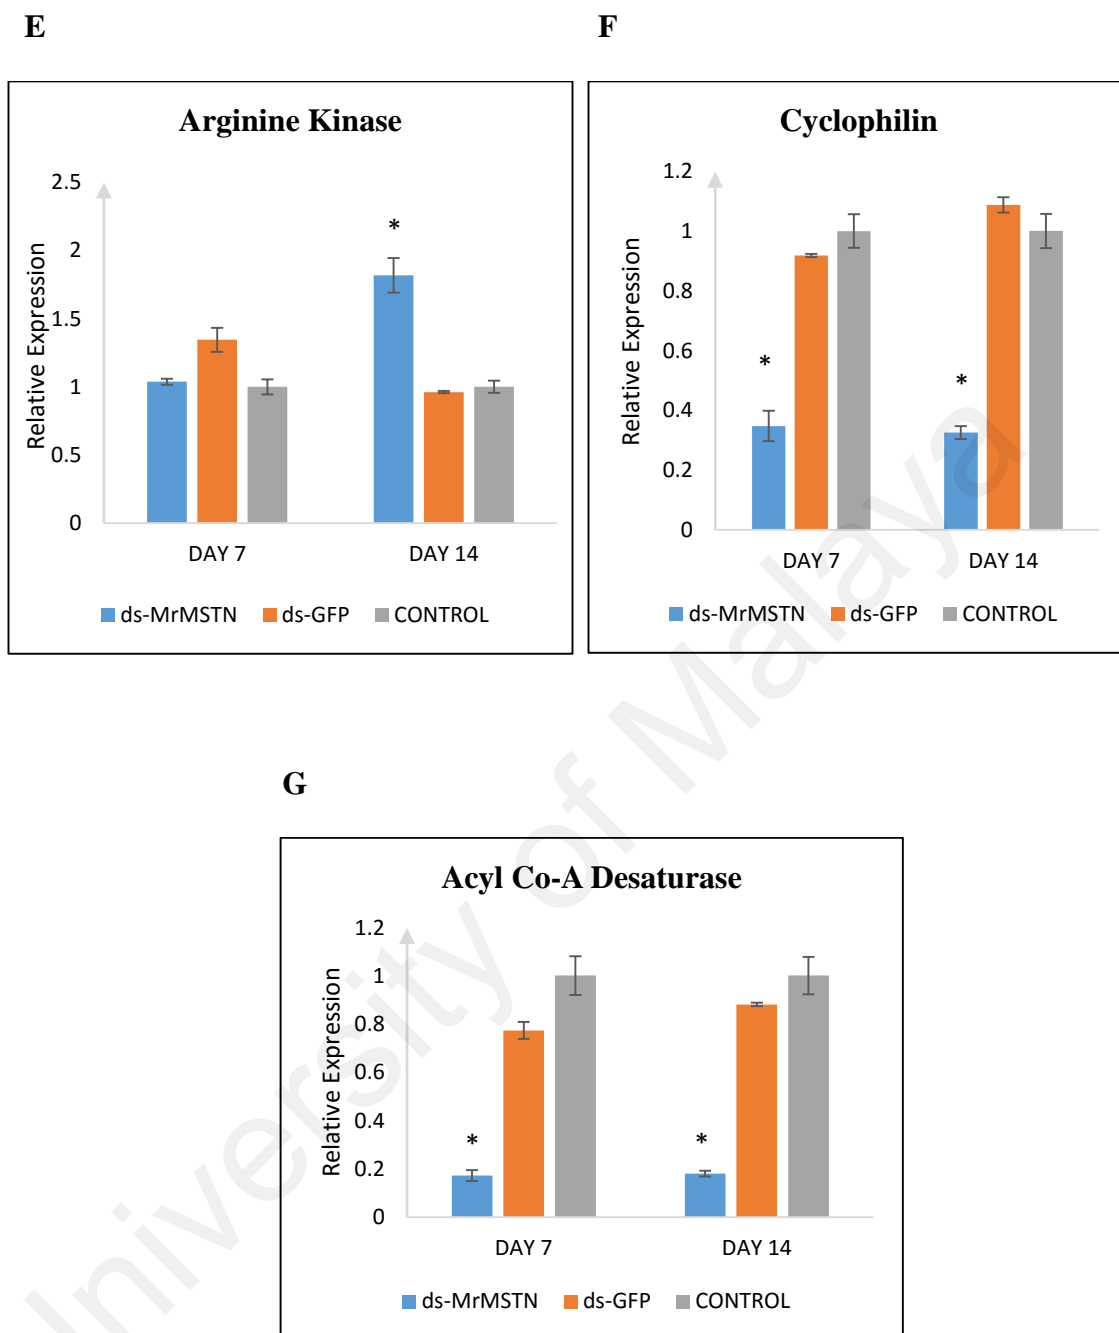 E
F
Arginine Kinase
2.5
2
1.5
1
0.5
0
Relative Expression
*
DAY 7
DAY 14
ds-MrMSTN
ds-GFP
CONTROL
Cyclophilin
1.2
1
0.8
0.6
0.4
0.2
0
Relative Expression
*
*
DAY 7
DAY 14
ds-MrMSTN
ds-GFP
CONTROL
G
Acyl Co-A Desaturase
1.2
1
0.8
0.6
0.4
0.2
0
Relative Expression
*
*
DAY 7
DAY 14
ds-MrMSTN
ds-GFP
CONTROL
University of Malaya